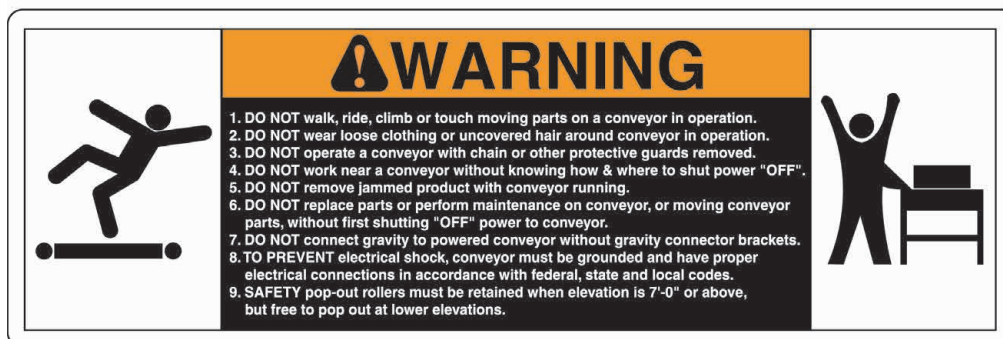 WARNING
1. DO NOT walk, ride, climb or touch moving parts on a conveyor in operation.
2. DO NOT wear loose clothing or uncovered hair around conveyor in operation.
3. DO NOT operate a conveyor with chain or other protective guards removed.
4. DO NOT work near a conveyor without knowing how & where to shut power "OFF".
5. DO NOT remove jammed product with conveyor running.
6. DO NOT replace parts or perform maintenance on conveyor, or moving conveyor
parts, without first shutting "OFF" power to conveyor.
7. DO NOT connect gravity to powered conveyor without gravity connector brackets.
8. TO PREVENT electrical shock, conveyor must be grounded and have proper
electrical connections in accordance with federal, state and local codes.
9. SAFETY pop-out rollers must be retained when elevation is 7'-0" or above,
but free to pop out at lower elevations.